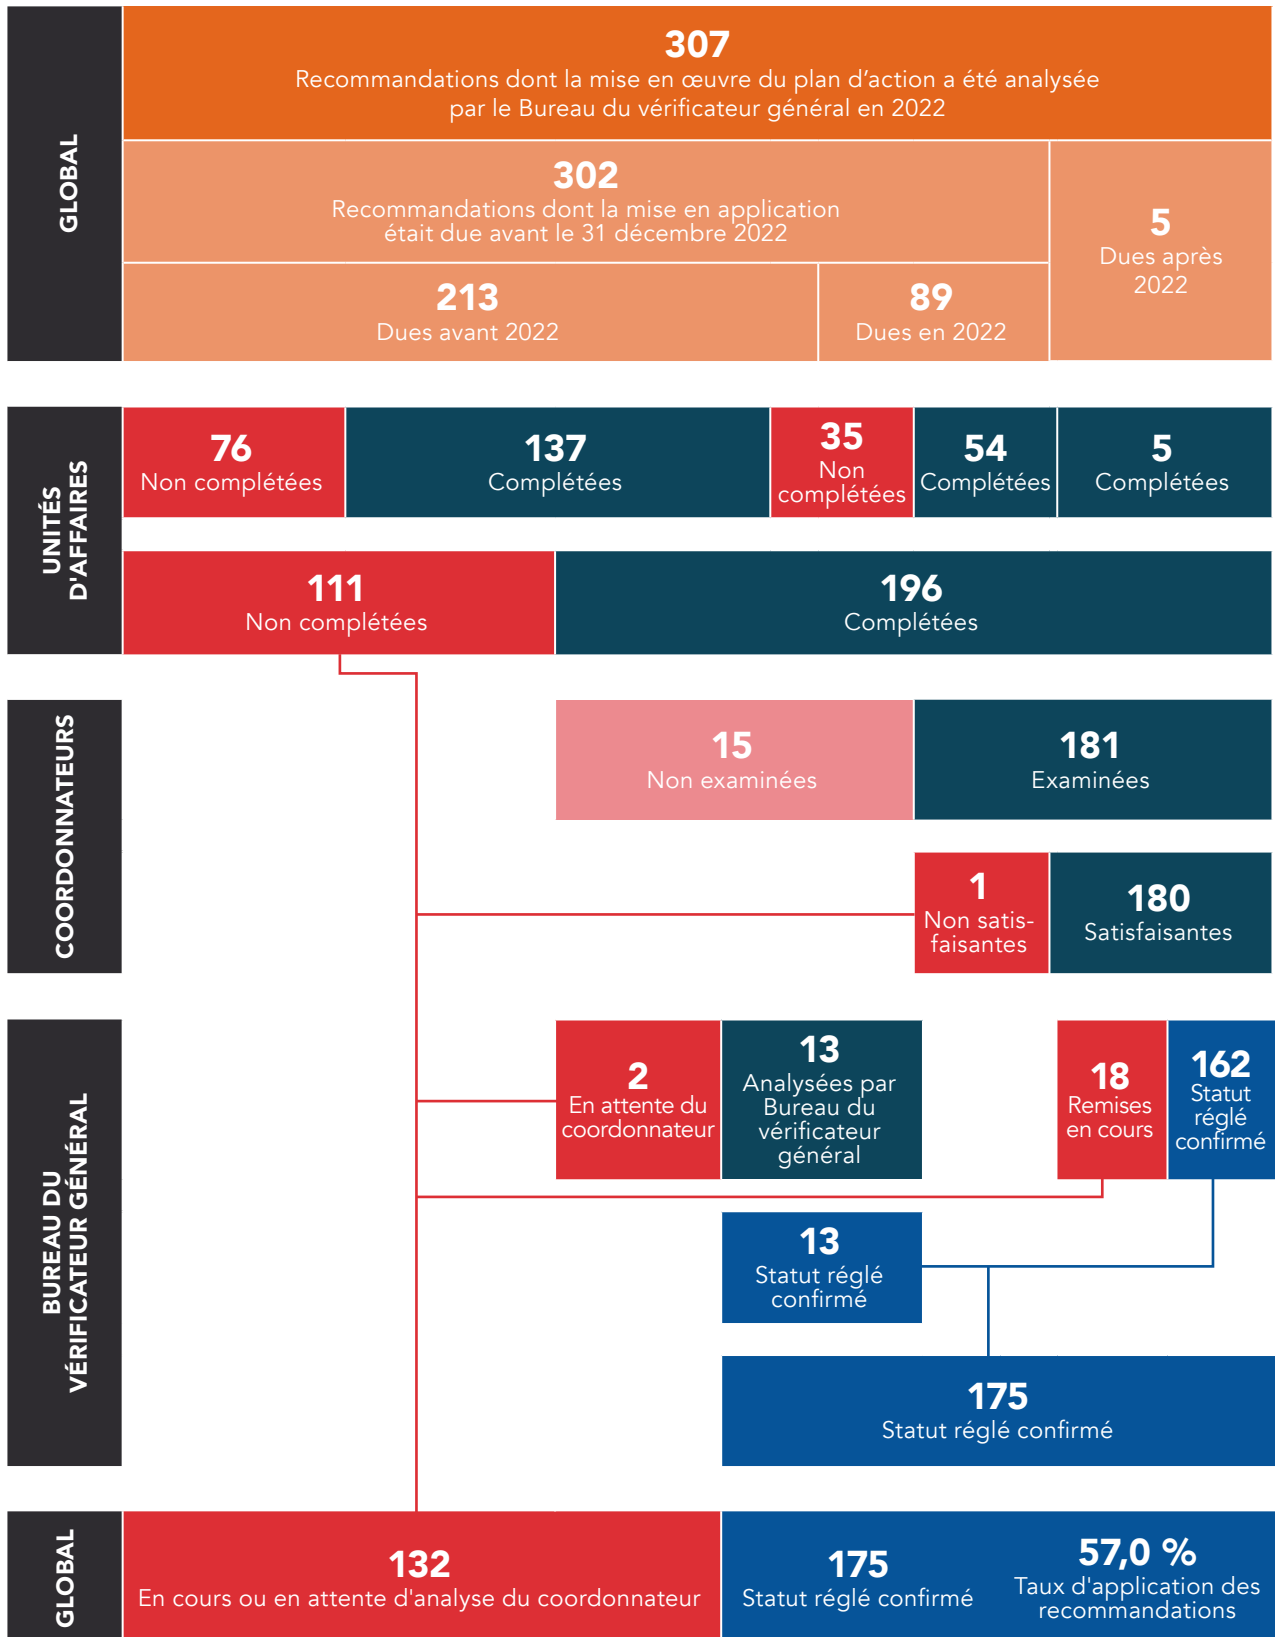 GLOBAL
307
Recommandations dont la mise en œuvre du plan d’action a été analysée
par le Bureau du vérificateur général en 2022
302
Recommandations dont la mise en application
était due avant le 31 décembre 2022
5
Dues après
2022
213
Dues avant 2022
89
Dues en 2022
UNITÉS
D'AFFAIRES
76
Non complétées
137
Complétées
35
Non
complétées
54
Complétées
5
Complétées
111
Non complétées
196
Complétées
COORDONNATEURS
15
Non examinées
181
Examinées
1
Non satis-
faisantes
180
Satisfaisantes
BUREAU DU
VÉRIFICATEUR GÉNÉRAL
2
En attente du
coordonnateur
13
Analysées par
Bureau du
vérificateur
général
18
Remises
en cours
162
Statut
réglé
confirmé
13
Statut réglé
confirmé
175
Statut réglé confirmé
GLOBAL
132
En cours ou en attente d'analyse du coordonnateur
175
Statut réglé confirmé
57,0 %
Taux d'application des
recommandations